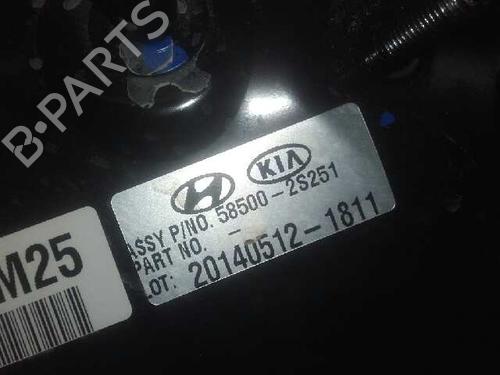 B-PARTS
KIA
ASSY P/NO. 58500-2S251
PART NO. -
LOT: 20140512-1811
M25